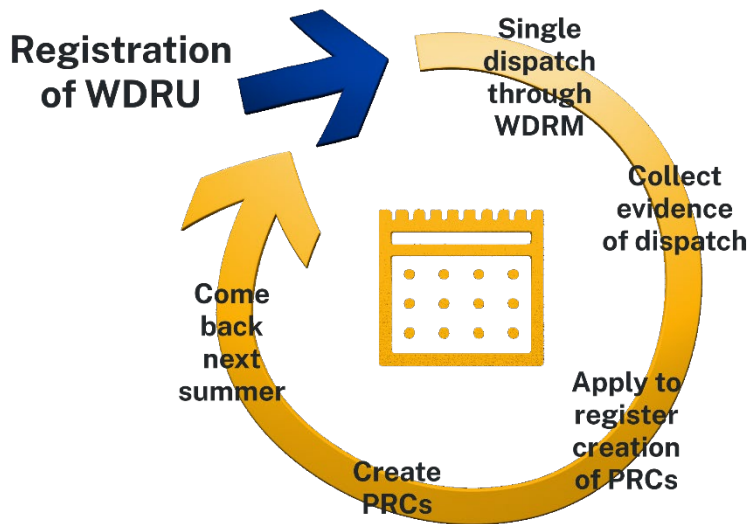 Registration
of WDRU
Single
dispatch
through
WDRM
Collect
evidence
of dispatch
Apply to
register
creation
of PRCs
Create
PRCs
Come
back
next
summer